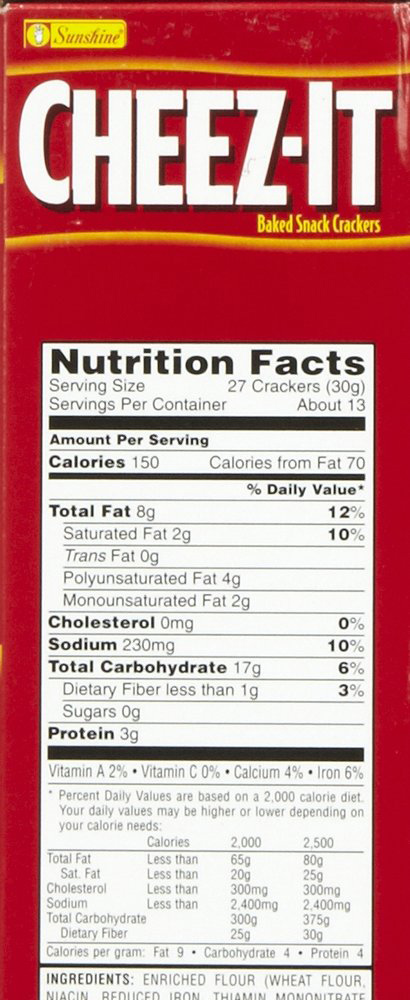 Sunshine
CHEEZ-IT
Baked Snack Crackers
Nutrition Facts
Serving Size 27 Crackers (30g)
Servings Per Container About 13
Amount Per Serving
Calories 150 Calories from Fat 70
% Daily Value*
Total Fat 8g 12%
Saturated Fat 2g 10%
Trans Fat 0g
Polyunsaturated Fat 4g
Monounsaturated Fat 2g
Cholesterol 0mg 0%
Sodium 230mg 10%
Total Carbohydrate 17g 6%
Dietary Fiber less than 1g 3%
Sugars 0g
Protein 3g
Vitamin A 2% • Vitamin C 0% • Calcium 4% • Iron 6%
* Percent Daily Values are based on a 2,000 calorie diet.
Your daily values may be higher or lower depending on
your calorie needs:
Calories 2,000 2,500
Total Fat Less than 65g 80g
Sat. Fat Less than 20g 25g
Cholesterol Less than 300mg 300mg
Sodium Less than 2,400mg 2,400mg
Total Carbohydrate 300g 375g
Dietary Fiber 25g 30g
Calories per gram: Fat 9 • Carbohydrate 4 • Protein 4
INGREDIENTS: ENRICHED FLOUR (WHEAT FLOUR,
NIACIN, REDUCED IRON, THIAMIN MONONITRATE